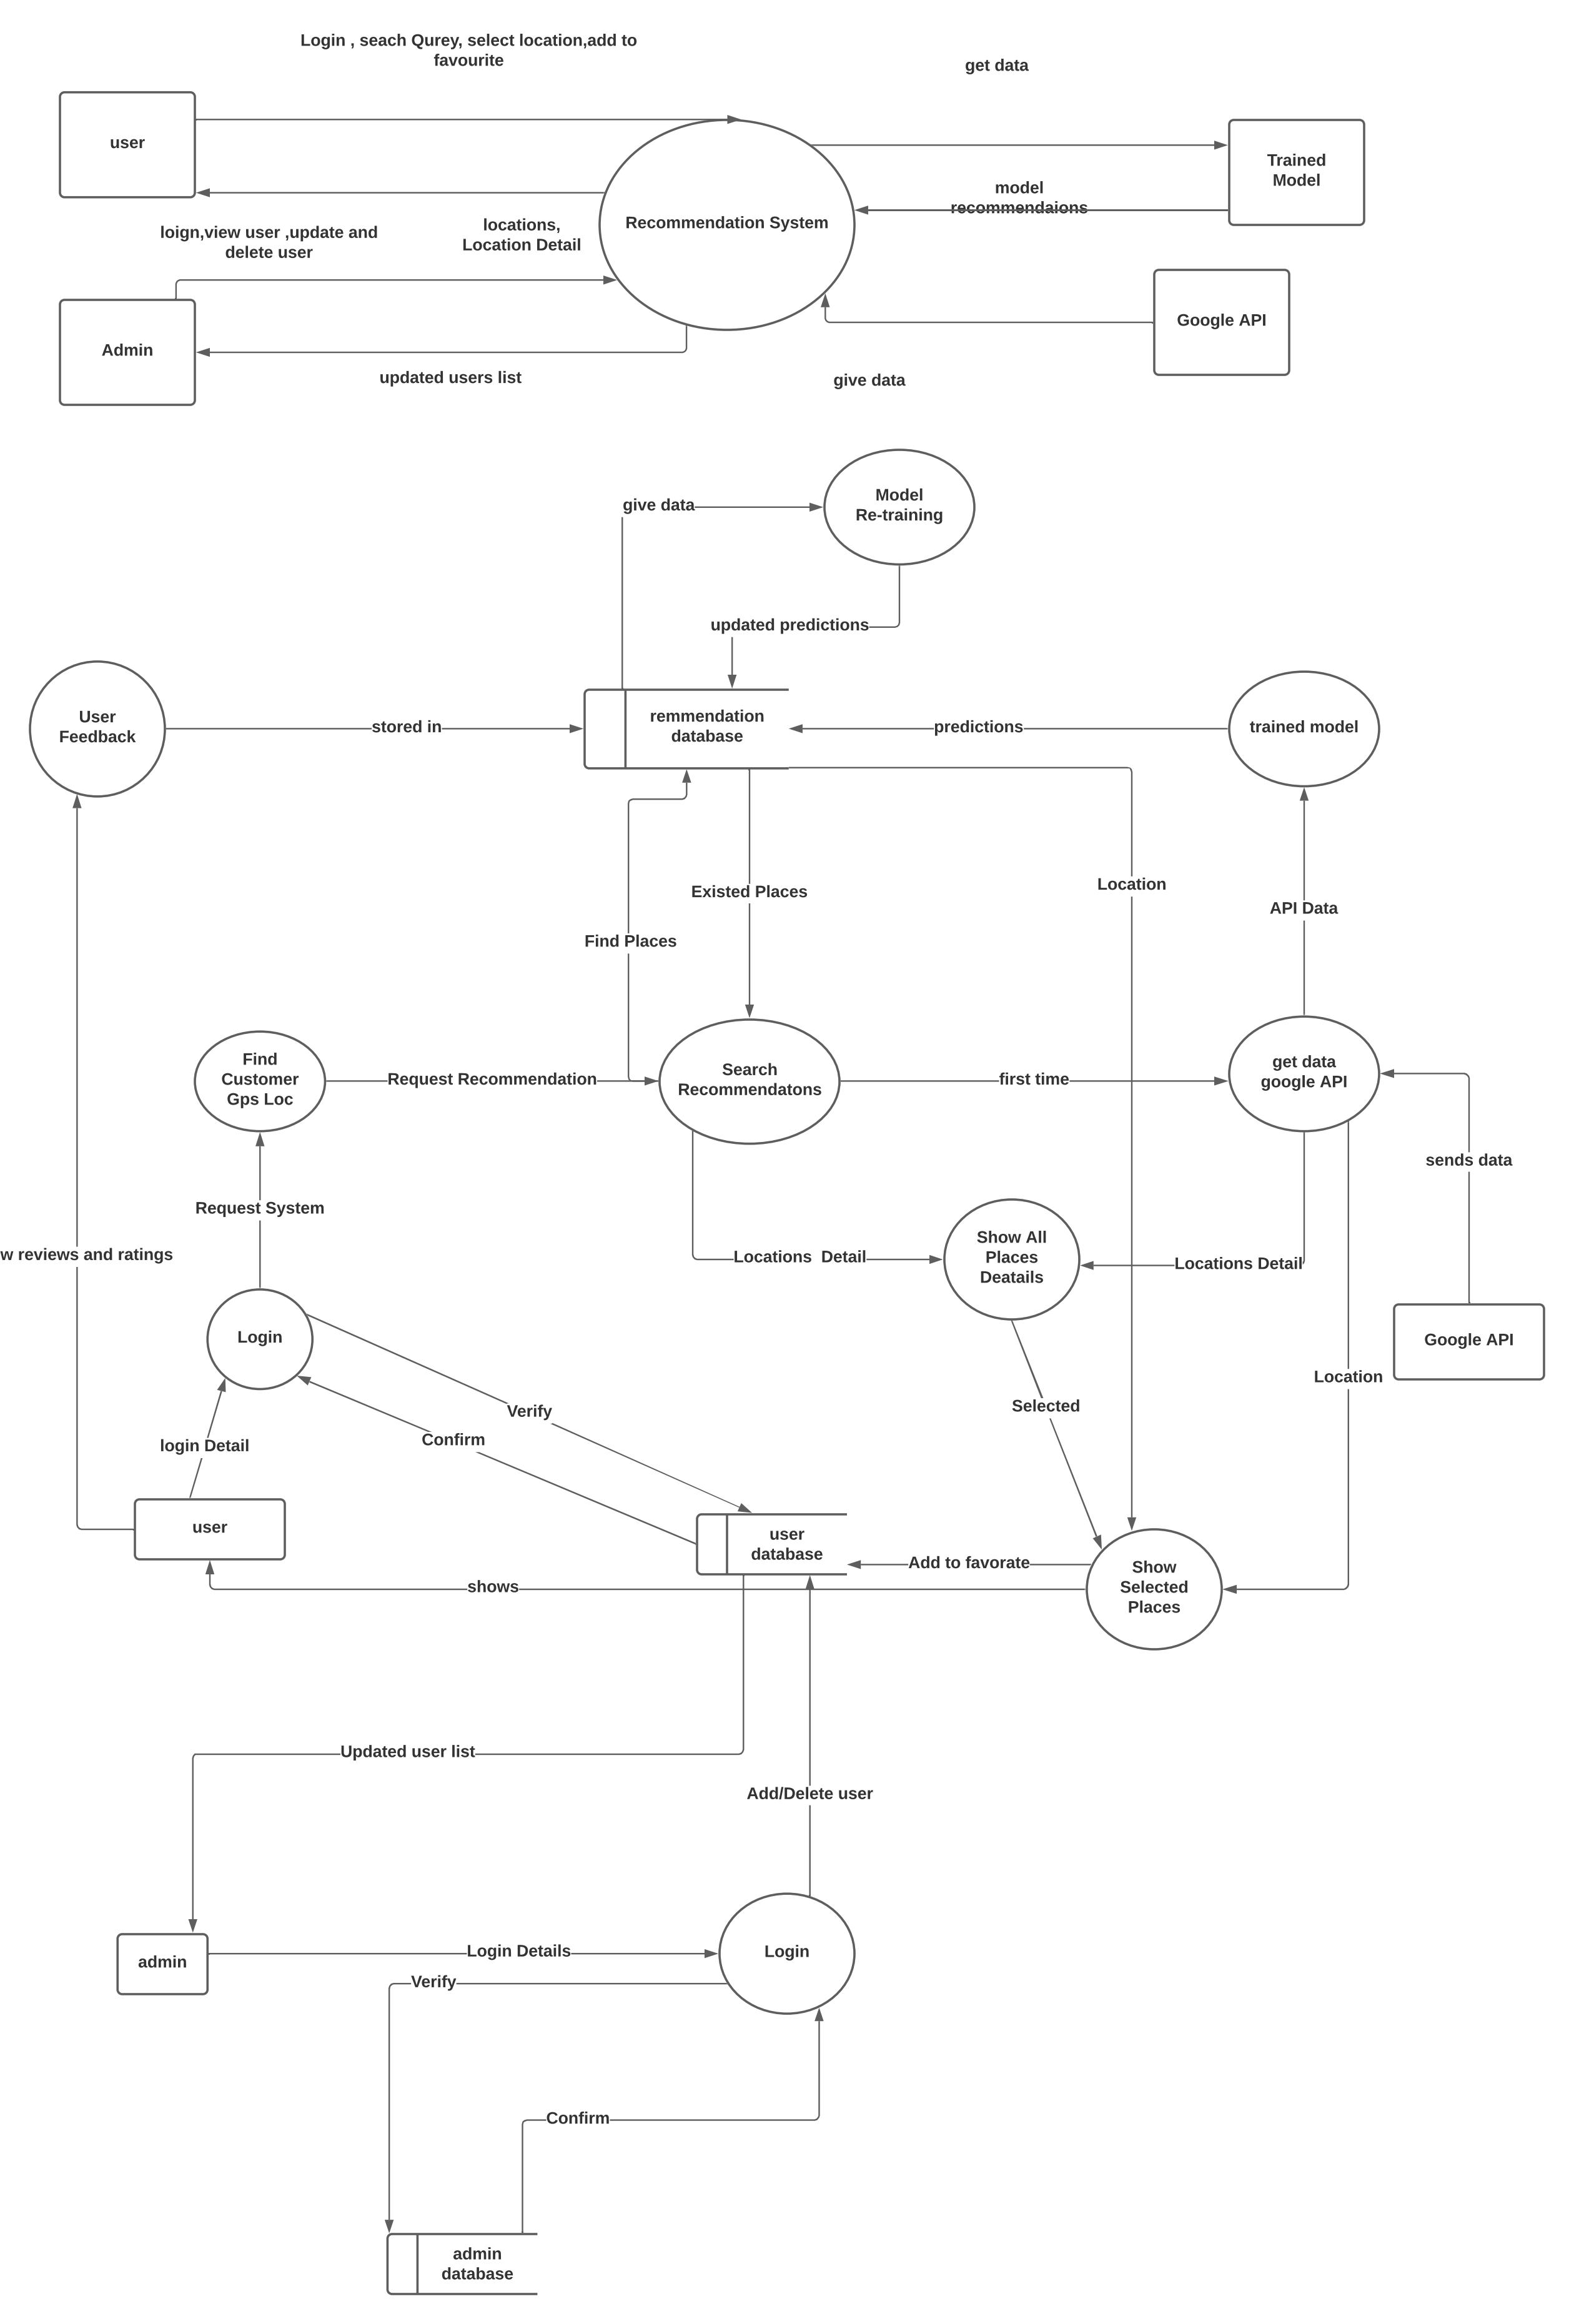 Login , seach Qurey, select location,add to
favourite
get data
user
Trained
Model
model
recommendaions
Recommendation System
locations,
Location Detail
loign,view user ,update and
delete user
Google API
Admin
updated users list
give data
Model
Re-training
give data
updated predictions
User
Feedback
stored in
remmendation
database
predictions
trained model
Location
Existed Places
API Data
Find Places
Find
Customer
Gps Loc
Request Recommendation
Search
Recommendatons
first time
get data
google API
sends data
Request System
Show All
Places
Deatails
w reviews and ratings
Locations  Detail
Locations Detail
Login
Google API
Location
Selected
Verify
Confirm
login Detail
user
user
database
Add to favorate
Show
Selected
Places
shows
Updated user list
Add/Delete user
admin
Login Details
Login
Verify
Confirm
admin
database